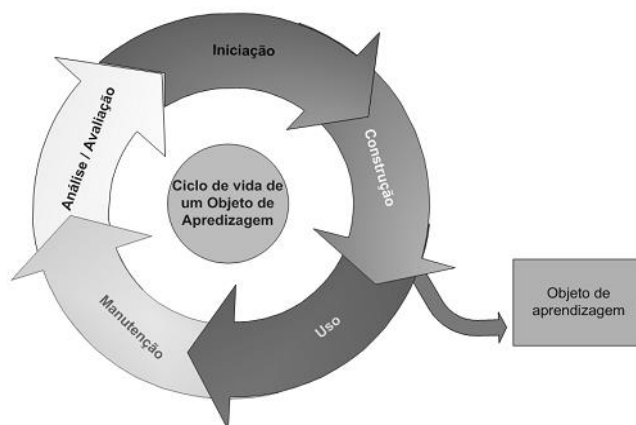 Iniciação
Construção
Uso
Manutenção
Análise / Avaliação
Ciclo de vida de
um Objeto de
Apredizagem
Objeto de
aprendizagem